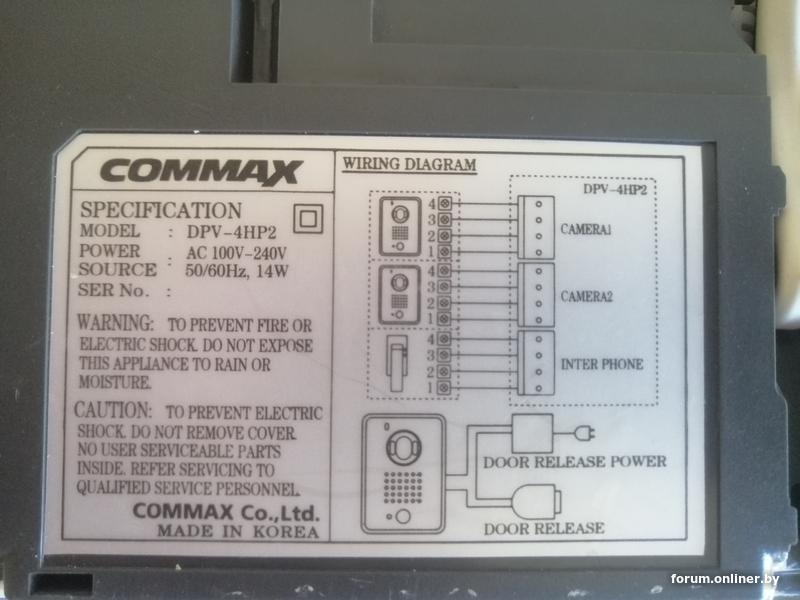 COMMAX
SPECIFICATION
MODEL : DPV-4HP2
POWER SOURCE : AC 100V-240V 50/60Hz, 14W
SER No. :
WARNING: TO PREVENT FIRE OR
ELECTRIC SHOCK. DO NOT EXPOSE
THIS APPLIANCE TO RAIN OR
MOISTURE.
CAUTION: TO PREVENT ELECTRIC
SHOCK. DO NOT REMOVE COVER.
NO USER SERVICEABLE PARTS
INSIDE. REFER SERVICING TO
QUALIFIED SERVICE PERSONNEL.
COMMAX Co.,Ltd.
MADE IN KOREA
WIRING DIAGRAM
DPV-4HP2
4
3
2
1
CAMERA1
4
3
2
1
CAMERA2
4
3
2
1
INTER PHONE
DOOR RELEASE POWER
DOOR RELEASE
forum.onliner.by